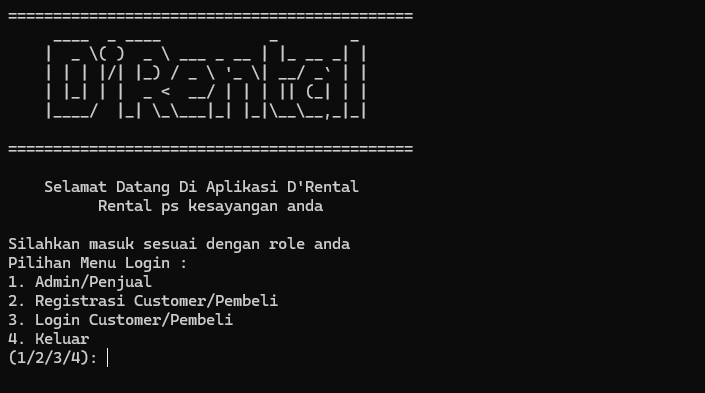 =============================================
D'Rental
=============================================
Selamat Datang Di Aplikasi D'Rental
Rental ps kesayangan anda
Silahkan masuk sesuai dengan role anda
Pilihan Menu Login :
1. Admin/Penjual
2. Registrasi Customer/Pembeli
3. Login Customer/Pembeli
4. Keluar
(1/2/3/4):